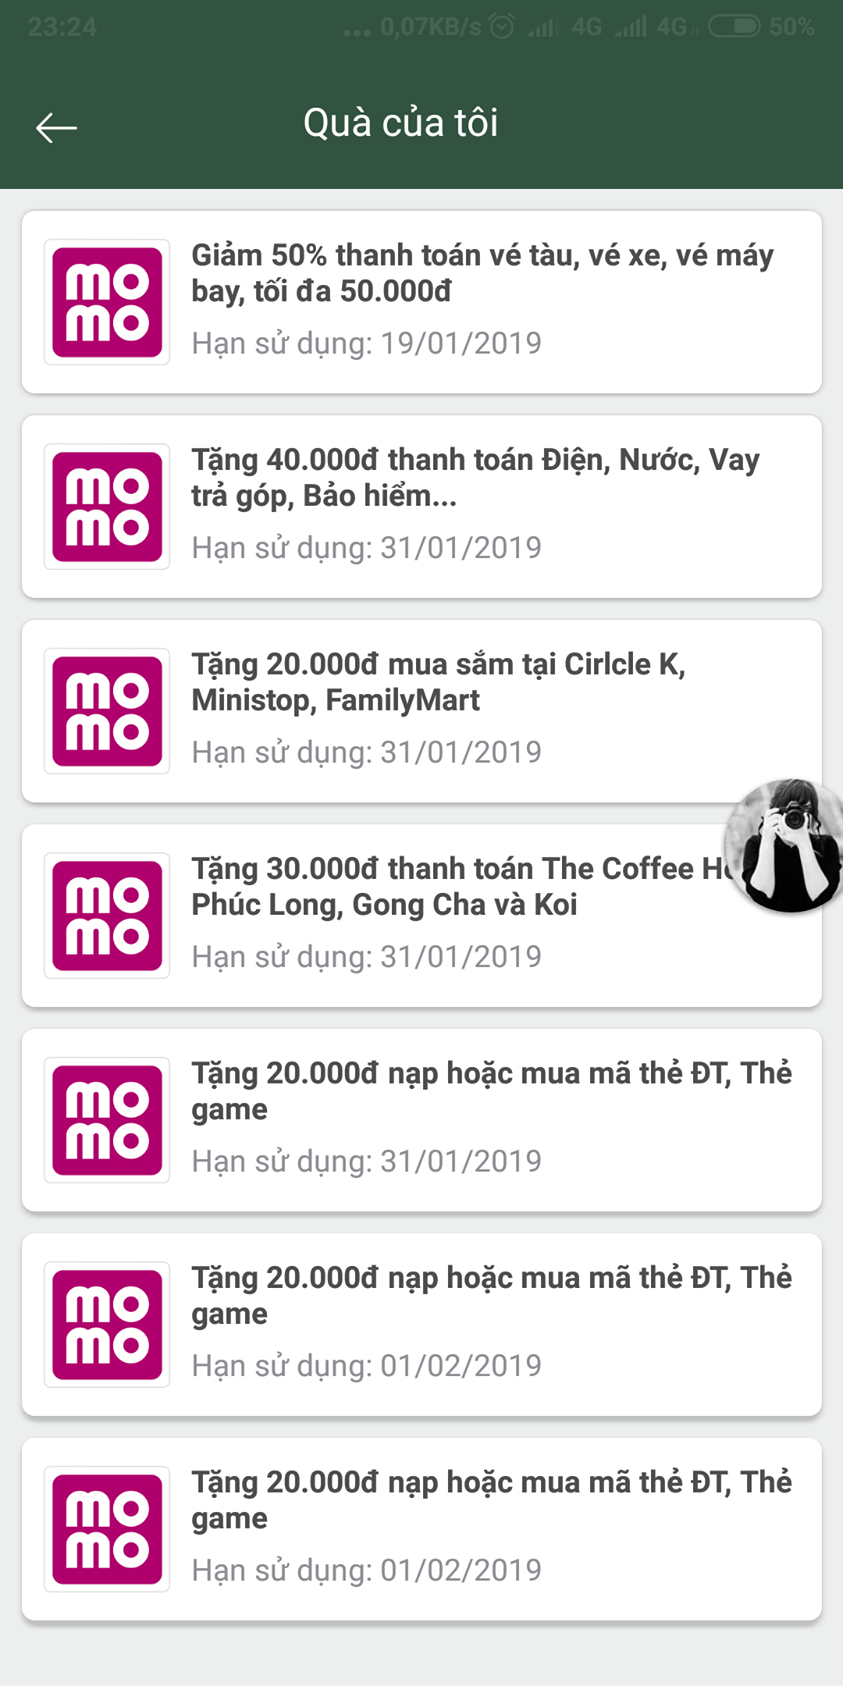 23:24
... 0,07KB/s 4G 4G 50%
Quà của tôi
mo
mo
Giảm 50% thanh toán vé tàu, vé xe, vé máy
bay, tối đa 50.000đ
Hạn sử dụng: 19/01/2019
mo
mo
Tặng 40.000đ thanh toán Điện, Nước, Vay
trả góp, Bảo hiểm...
Hạn sử dụng: 31/01/2019
mo
mo
Tặng 20.000đ mua sắm tại Cirlcle K,
Ministop, FamilyMart
Hạn sử dụng: 31/01/2019
mo
mo
Tặng 30.000đ thanh toán The Coffee
Phúc Long, Gong Cha và Koi
Hạn sử dụng: 31/01/2019
mo
mo
Tặng 20.000đ nạp hoặc mua mã thẻ ĐT, Thẻ
game
Hạn sử dụng: 31/01/2019
mo
mo
Tặng 20.000đ nạp hoặc mua mã thẻ ĐT, Thẻ
game
Hạn sử dụng: 01/02/2019
mo
mo
Tặng 20.000đ nạp hoặc mua mã thẻ ĐT, Thẻ
game
Hạn sử dụng: 01/02/2019